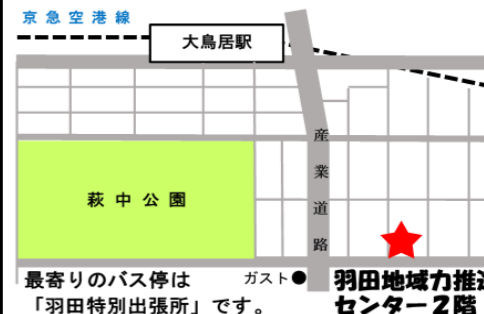 京急空港線
大鳥居駅
産業道路
萩中公園
ガスト
最寄りのバス停は
「羽田特別出張所」です。
羽田地域力推進
センター2階